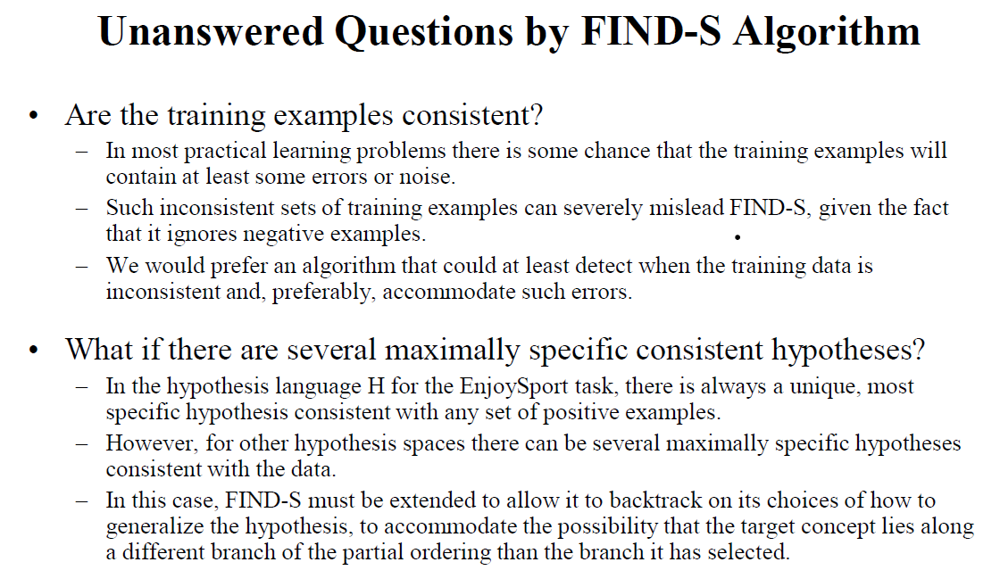 Unanswered Questions by FIND-S Algorithm
• Are the training examples consistent?
– In most practical learning problems there is some chance that the training examples will
contain at least some errors or noise.
– Such inconsistent sets of training examples can severely mislead FIND-S, given the fact
that it ignores negative examples.
– We would prefer an algorithm that could at least detect when the training data is
inconsistent and, preferably, accommodate such errors.
• What if there are several maximally specific consistent hypotheses?
– In the hypothesis language H for the EnjoySport task, there is always a unique, most
specific hypothesis consistent with any set of positive examples.
– However, for other hypothesis spaces there can be several maximally specific hypotheses
consistent with the data.
– In this case, FIND-S must be extended to allow it to backtrack on its choices of how to
generalize the hypothesis, to accommodate the possibility that the target concept lies along
a different branch of the partial ordering than the branch it has selected.